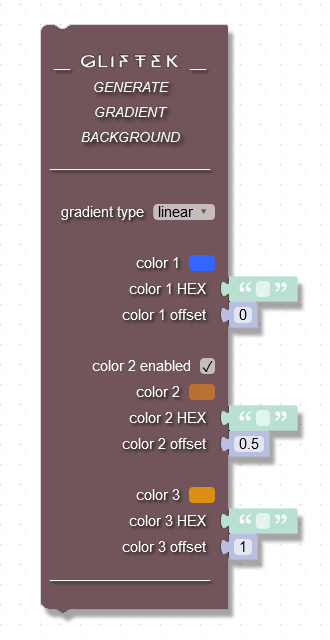 GLIFTEK
GENERATE
GRADIENT
BACKGROUND
gradient type linear
color 1
color 1 HEX “ ”
color 1 offset 0
color 2 enabled ✓
color 2
color 2 HEX “ ”
color 2 offset 0.5
color 3
color 3 HEX “ ”
color 3 offset 1